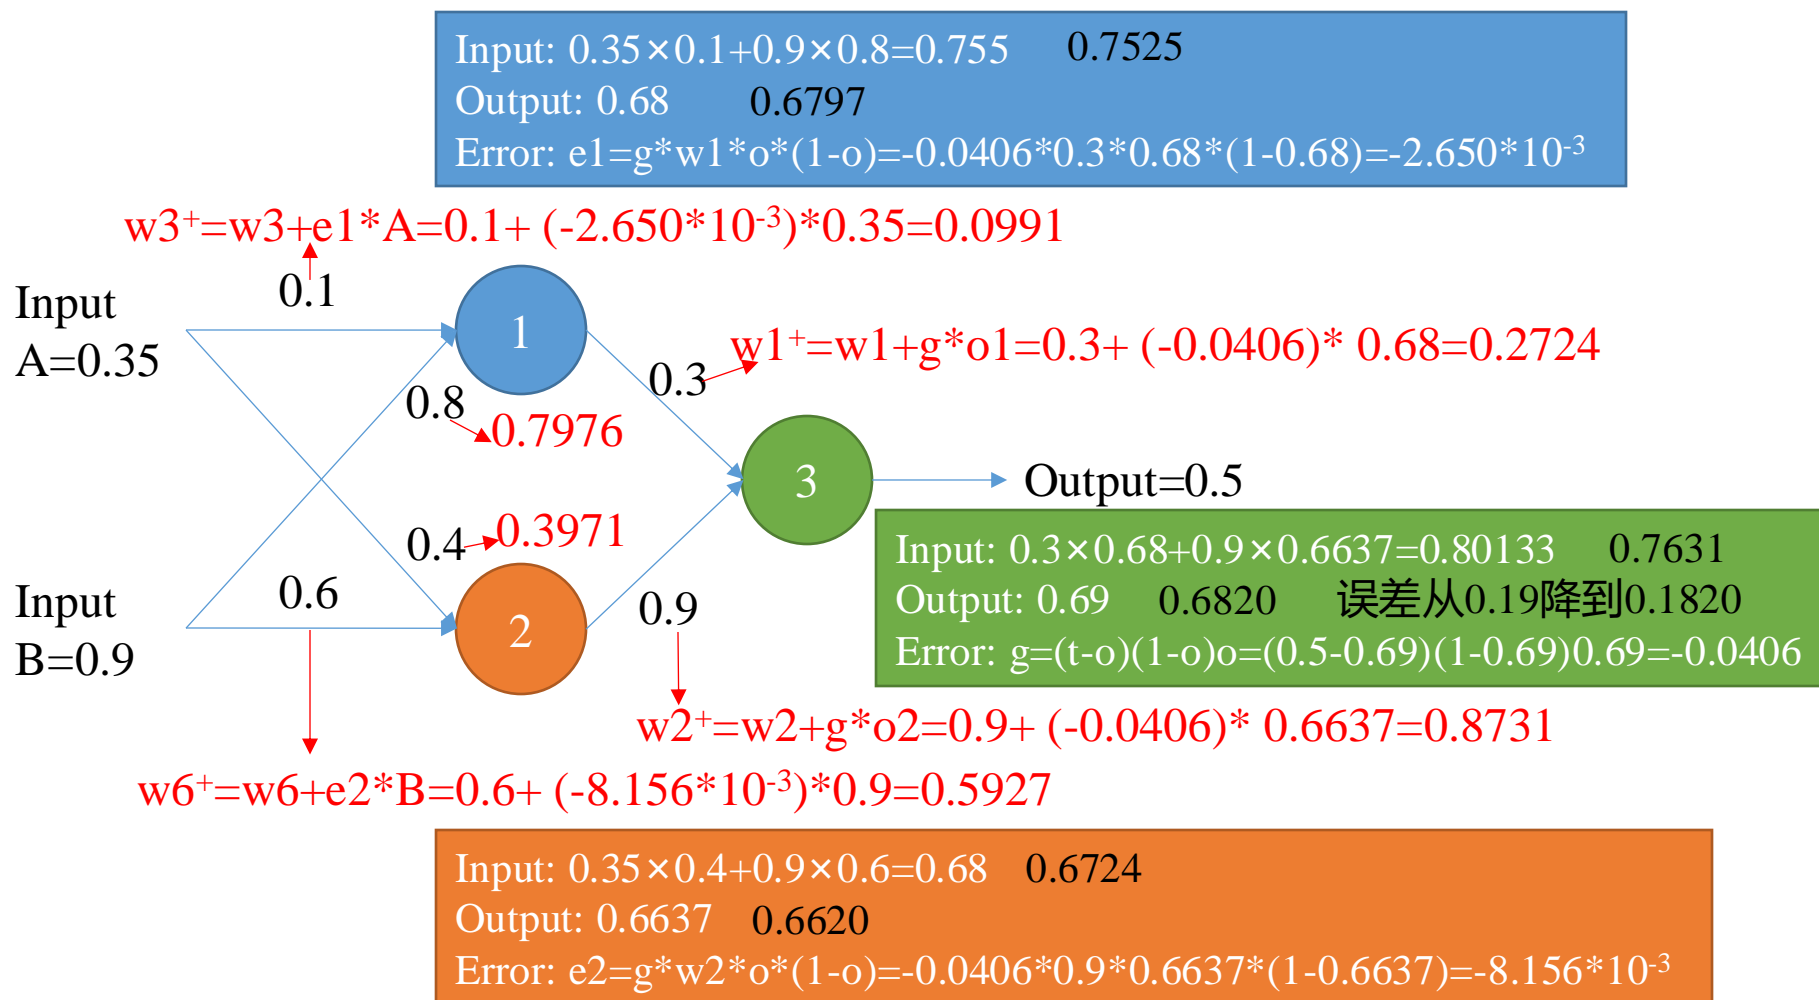 Input: 0.35×0.1+0.9×0.8=0.755 0.7525
Output: 0.68 0.6797
Error: e1=g*w1*o*(1-o)=-0.0406*0.3*0.68*(1-0.68)=-2.650*10⁻³
w3⁺=w3+e1*A=0.1+ (-2.650*10⁻³)*0.35=0.0991
0.1
Input
A=0.35
1
w1⁺=w1+g*o1=0.3+ (-0.0406)* 0.68=0.2724
0.3
0.8
0.7976
3
Output=0.5
0.4
0.3971
Input: 0.3×0.68+0.9×0.6637=0.80133 0.7631
Output: 0.69 0.6820 误差从0.19降到0.1820
Error: g=(t-o)(1-o)o=(0.5-0.69)(1-0.69)0.69=-0.0406
Input
B=0.9
0.6
2
0.9
w2⁺=w2+g*o2=0.9+ (-0.0406)* 0.6637=0.8731
w6⁺=w6+e2*B=0.6+ (-8.156*10⁻³)*0.9=0.5927
Input: 0.35×0.4+0.9×0.6=0.68 0.6724
Output: 0.6637 0.6620
Error: e2=g*w2*o*(1-o)=-0.0406*0.9*0.6637*(1-0.6637)=-8.156*10⁻³